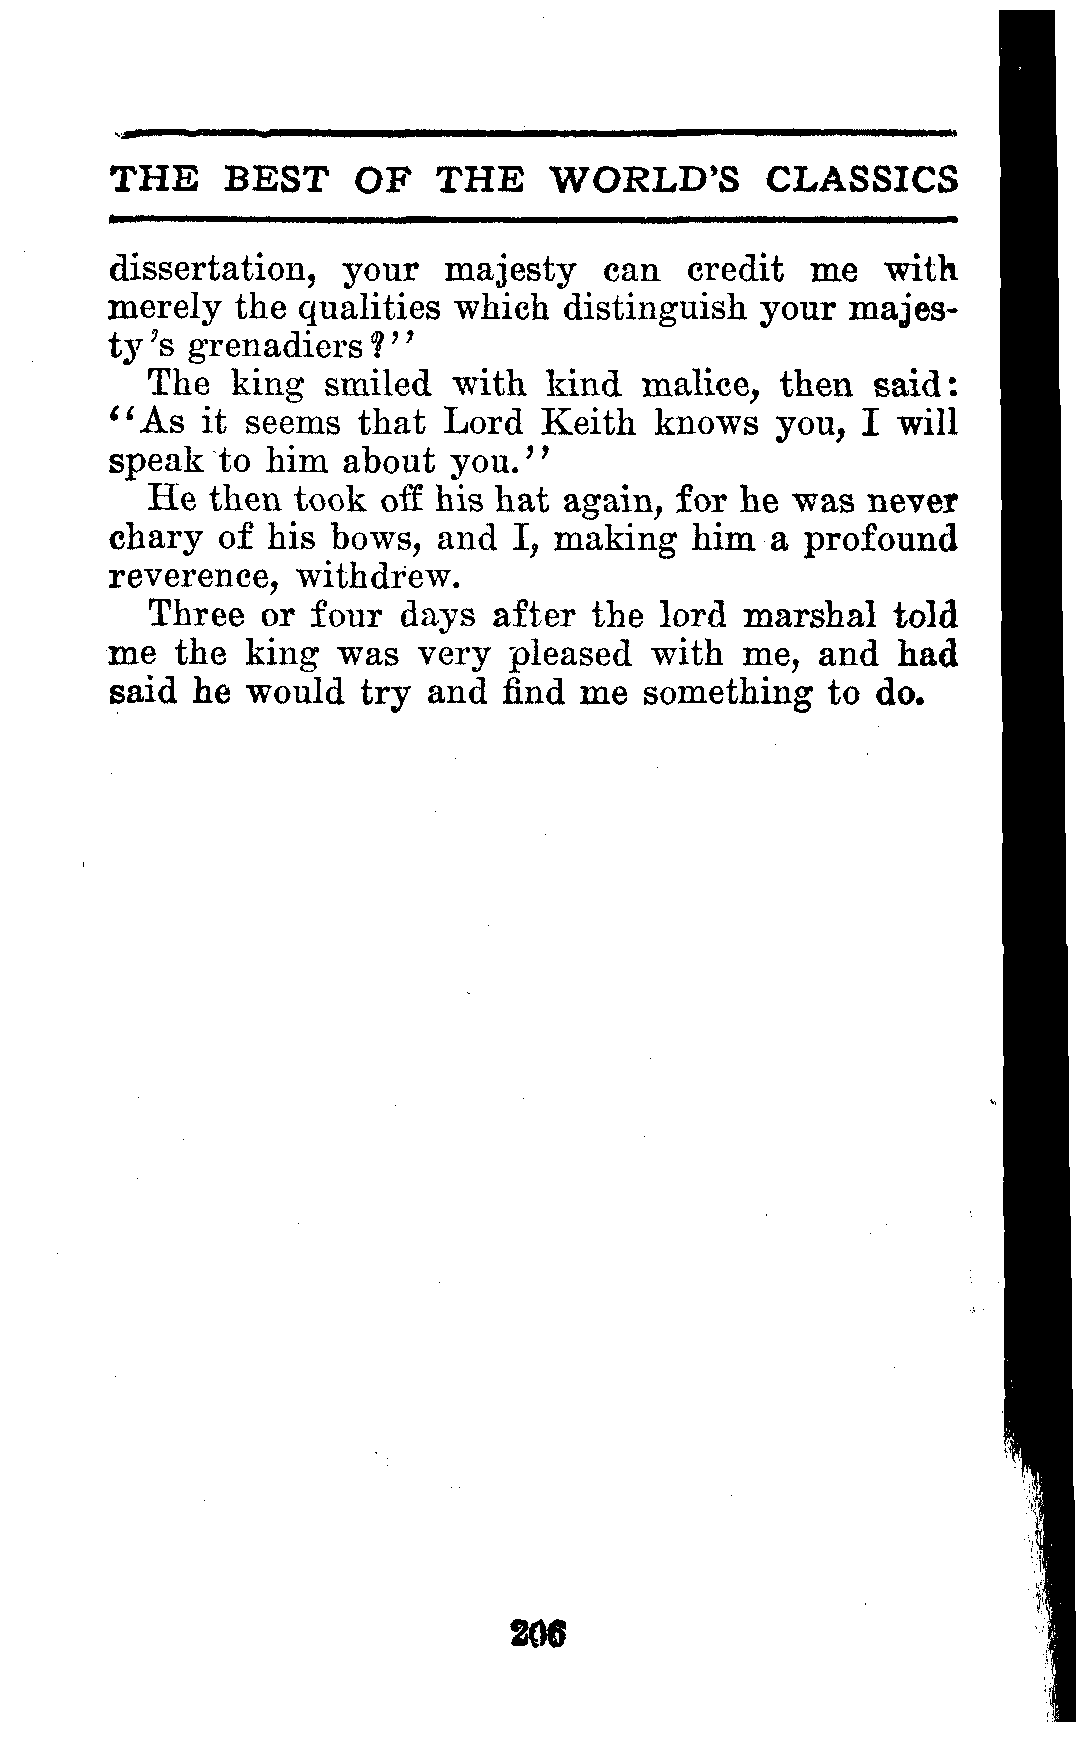 THE BEST OF THE WORLD'S CLASSICS
dissertation, your majesty can credit me with
merely the qualities which distinguish your majes-
ty's grenadiers?''
The king smiled with kind malice, then said:
‘‘As it seems that Lord Keith knows you, I will
speak to him about you.’’
He then took off his hat again, for he was never
chary of his bows, and I, making him a profound
reverence, withdrew.
Three or four days after the lord marshal told
me the king was very pleased with me, and had
said he would try and find me something to do.
206